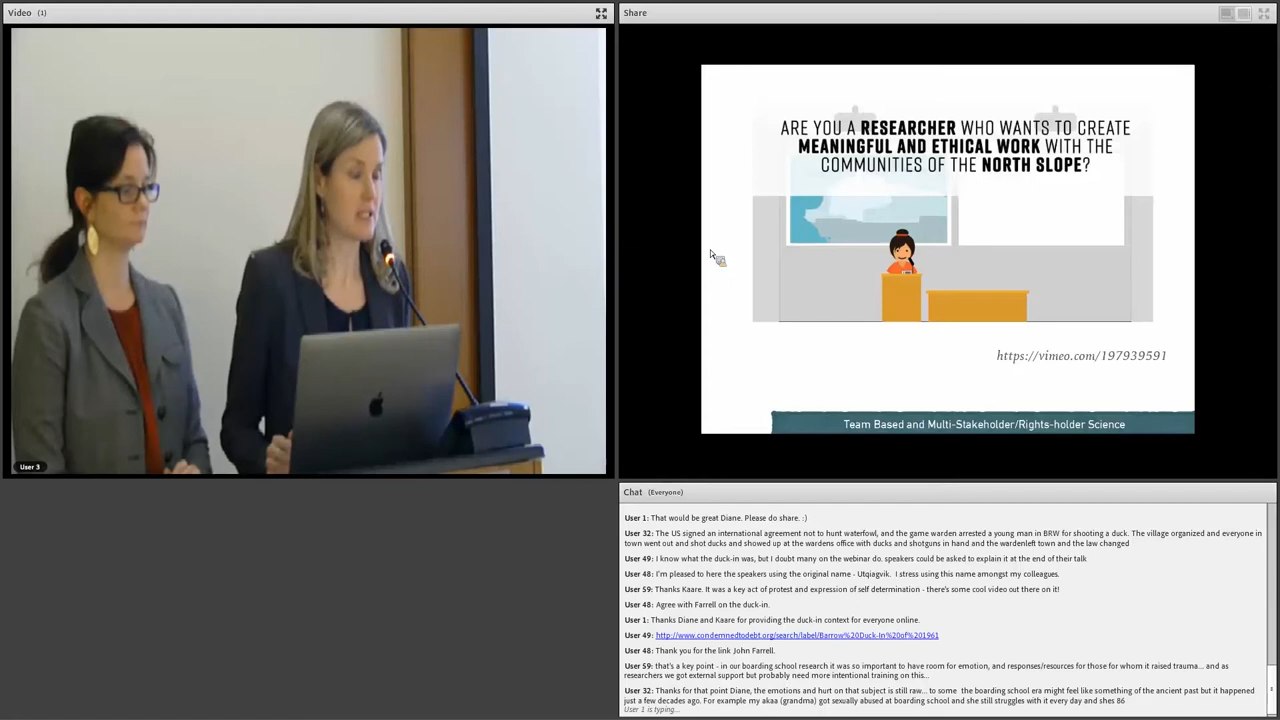 Video (1)
User 3
Share
ARE YOU A RESEARCHER WHO WANTS TO CREATE
MEANINGFUL AND ETHICAL WORK WITH THE
COMMUNITIES OF THE NORTH SLOPE?
https://vimeo.com/197939591
Team Based and Multi-Stakeholder/Rights-holder Science
Chat (Everyone)
User 1: That would be great Diane. Please do share. :)
User 32: The US signed an international agreement not to hunt waterfowl, and the game warden arrested a young man in BRW for shooting a duck. The village organized and everyone in
town went out and shot ducks and showed up at the wardens office with ducks and shotguns in hand and the wardenleft town and the law changed
User 49: I know what the duck-in was, but I doubt many on the webinar do. speakers could be asked to explain it at the end of their talk
User 48: I'm pleased to here the speakers using the original name - Utqiagvik. I stress using this name amongst my colleagues.
User 59: Thanks Kaare. It was a key act of protest and expression of self determination - there's some cool video out there on it!
User 48: Agree with Farrell on the duck-in.
User 1: Thanks Diane and Kaare for providing the duck-in context for everyone online.
User 49: http://www.condemnedtodebt.org/search/label/Barrow%20Duck-In%20of%201961
User 48: Thank you for the link John Farrell.
User 59: that's a key point - in our boarding school research it was so important to have room for emotion, and responses/resources for those for whom it raised trauma... and as
researchers we got external support but probably need more intentional training on this...
User 32: Thanks for that point Diane, the emotions and hurt on that subject is still raw... to some the boarding school era might feel like something of the ancient past but it happened
just a few decades ago. For example my akaa (grandma) got sexually abused at boarding school and she still struggles with it every day and shes 86
User 1 is typing...